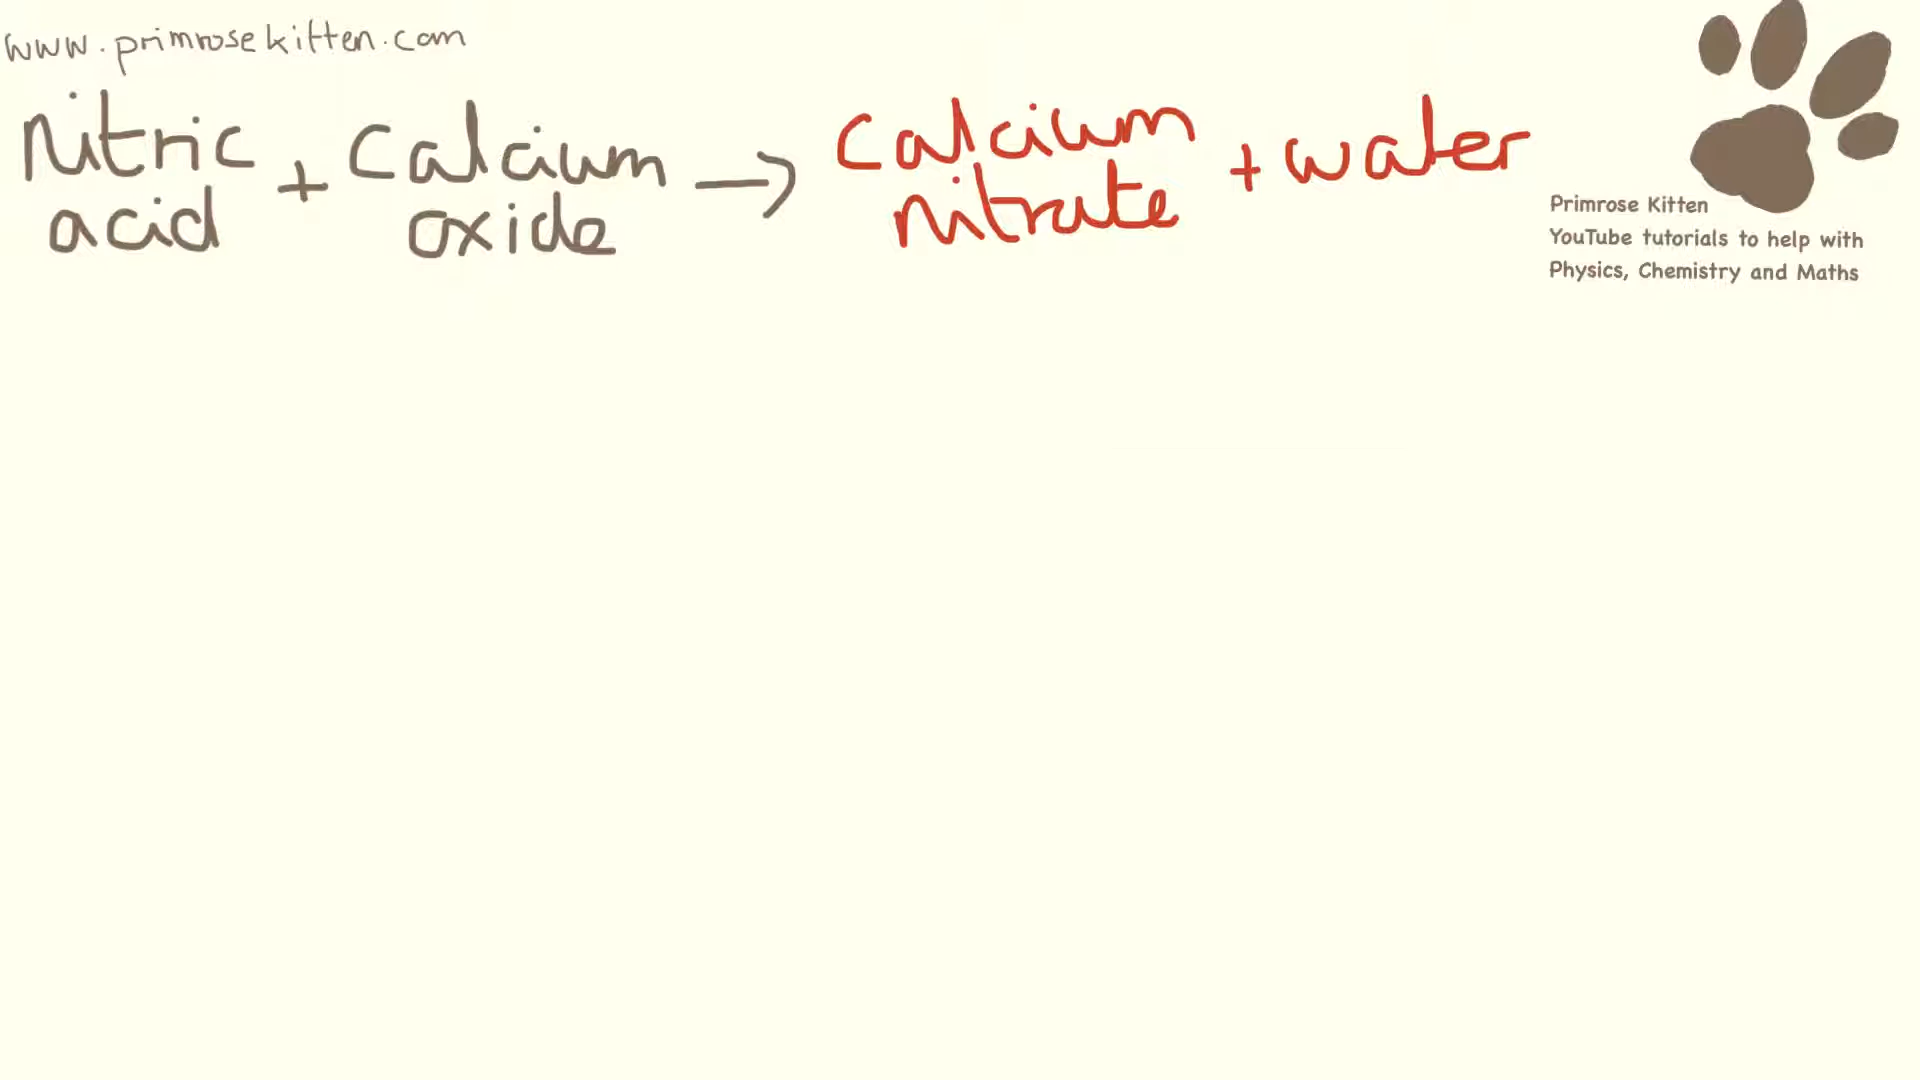 www.primrosekitten.com
nitric acid + calcium oxide → calcium nitrate + water
Primrose Kitten
YouTube tutorials to help with
Physics, Chemistry and Maths